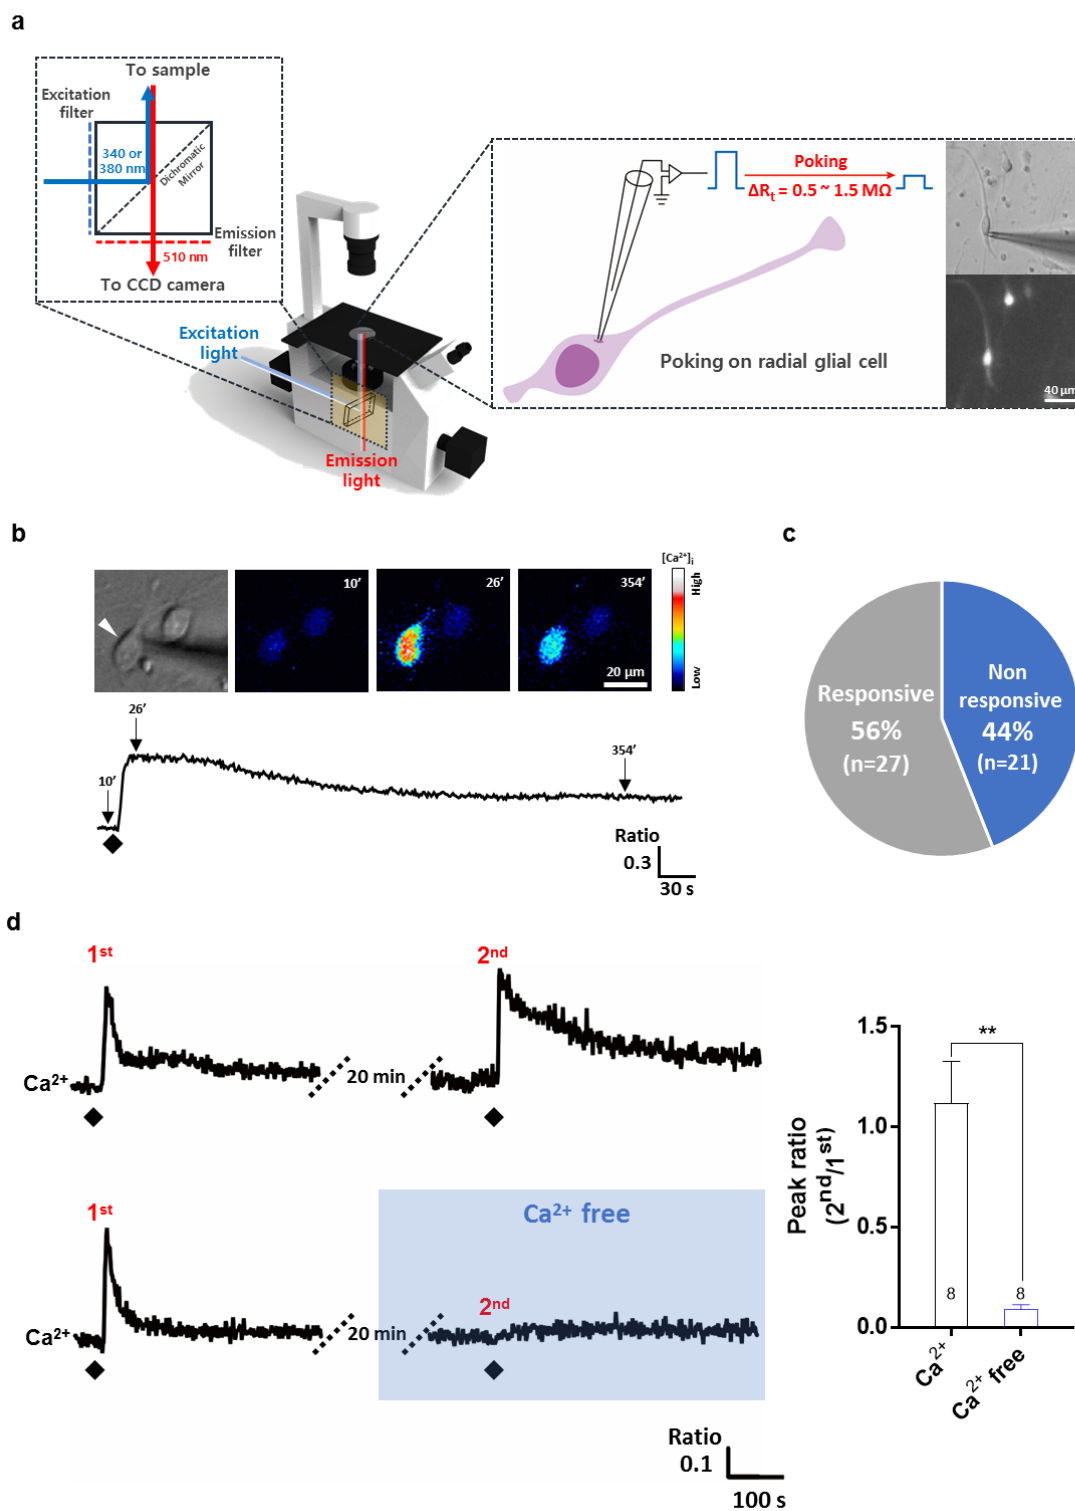 a
To sample
Excitation
filter
340 or
380 nm
Dichromatic
Mirror
Emission
filter
510 nm
To CCD camera
Excitation
light
Emission
light
Poking
ΔRₜ = 0.5 ~ 1.5 MΩ
Poking on radial glial cell
40 μm
b
10’
26’
354’
20 μm
[Ca²⁺]ᵢ
High
Low
26’
10’
354’
Ratio
0.3
30 s
c
Responsive
56%
(n=27)
Non
responsive
44%
(n=21)
d
1ˢᵗ
2ⁿᵈ
Ca²⁺
20 min
1ˢᵗ
Ca²⁺ free
2ⁿᵈ
Ca²⁺
20 min
Ratio
0.1
100 s
Peak ratio
(2ⁿᵈ/1ˢᵗ)
1.5
1.0
0.5
0.0
**
8
8
Ca²⁺
Ca²⁺ free